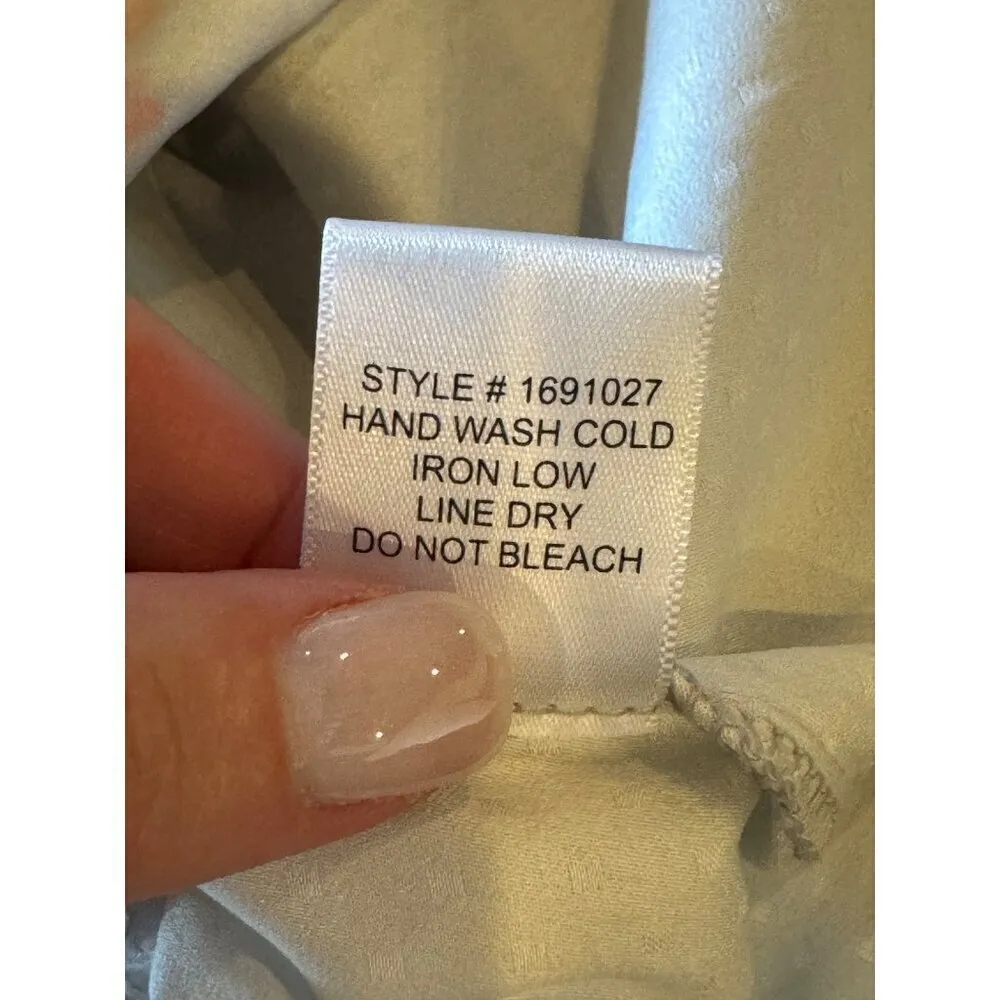 STYLE # 1691027
HAND WASH COLD
IRON LOW
LINE DRY
DO NOT BLEACH